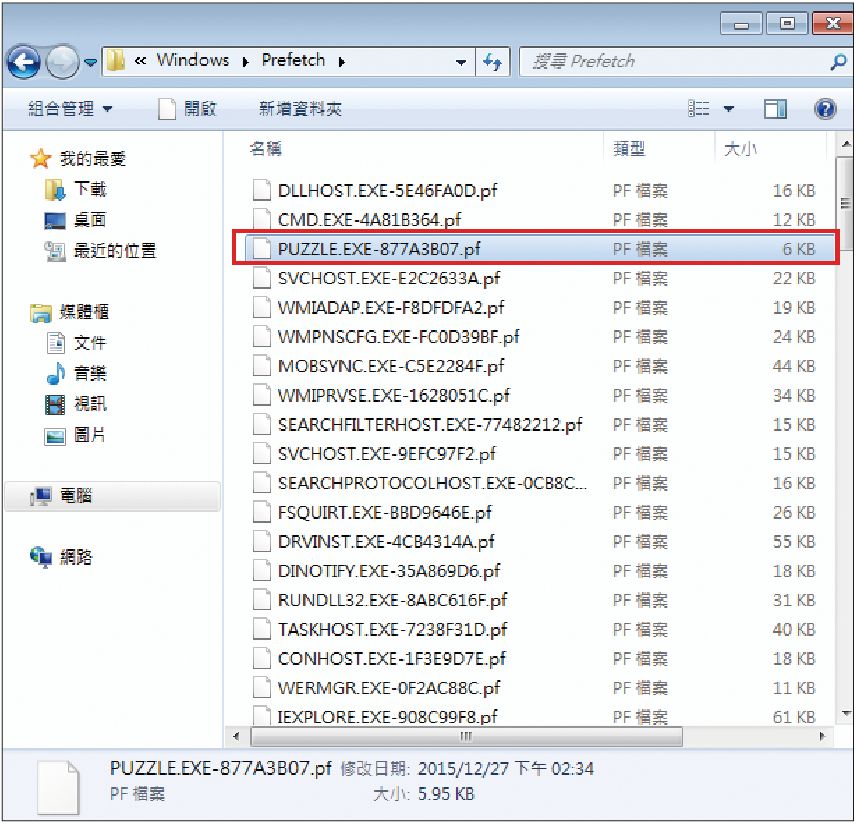 « Windows ▸ Prefetch ▸
搜尋 Prefetch
組合管理 ▼ 開啟 新增資料夾
名稱 類型 大小
我的最愛
下載
桌面
最近的位置
媒體櫃
文件
音樂
視訊
圖片
電腦
網路
DLLHOST.EXE-5E46FA0D.pf PF 檔案 16 KB
CMD.EXE-4A81B364.pf PF 檔案 12 KB
PUZZLE.EXE-877A3B07.pf PF 檔案 6 KB
SVCHOST.EXE-E2C2633A.pf PF 檔案 22 KB
WMIADAP.EXE-F8DFDFA2.pf PF 檔案 19 KB
WMPNSCFG.EXE-FC0D39BF.pf PF 檔案 24 KB
MOBSYNC.EXE-C5E2284F.pf PF 檔案 44 KB
WMIPRVSE.EXE-1628051C.pf PF 檔案 34 KB
SEARCHFILTERHOST.EXE-77482212.pf PF 檔案 15 KB
SVCHOST.EXE-9EFC97F2.pf PF 檔案 15 KB
SEARCHPROTOCOLHOST.EXE-0CB8C... PF 檔案 16 KB
FSQUIRT.EXE-BBD9646E.pf PF 檔案 26 KB
DRVINST.EXE-4CB4314A.pf PF 檔案 55 KB
DINOTIFY.EXE-35A869D6.pf PF 檔案 18 KB
RUNDLL32.EXE-8ABC616F.pf PF 檔案 31 KB
TASKHOST.EXE-7238F31D.pf PF 檔案 40 KB
CONHOST.EXE-1F3E9D7E.pf PF 檔案 18 KB
WERMGR.EXE-0F2AC88C.pf PF 檔案 11 KB
IEXPLORE.EXE-908C99F8.pf PF 檔案 61 KB
PUZZLE.EXE-877A3B07.pf 修改日期: 2015/12/27 下午 02:34
PF 檔案 大小: 5.95 KB